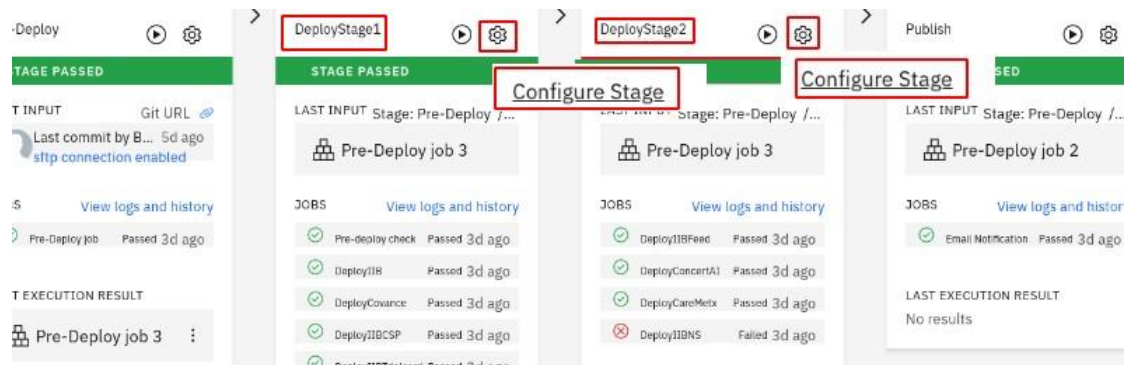 -Deploy
STAGE PASSED
T INPUT
Git URL
Last commit by B... 5d ago
sftp connection enabled
S
View logs and history
Pre-Deploy job Passed 3d ago
T EXECUTION RESULT
Pre-Deploy job 3
DeployStage1
STAGE PASSED
Configure Stage
LAST INPUT Stage: Pre-Deploy /...
Pre-Deploy job 3
JOBS
View logs and history
Pre-deploy check Passed 3d ago
DeployIIB Passed 3d ago
DeployCovance Passed 3d ago
DeployIIBCSP Passed 3d ago
Passed 3d ago
DeployStage2
Configure Stage
LAST INPUT Stage: Pre-Deploy /...
Pre-Deploy job 3
JOBS
View logs and history
DeployIIBFeed Passed 3d ago
DeployConcertAI Passed 3d ago
DeployCareMetx Passed 3d ago
DeployIIBNS Failed 3d ago
Publish
SED
LAST INPUT Stage: Pre-Deploy /...
Pre-Deploy job 2
JOBS
View logs and histor
Email Notification Passed 3d ago
LAST EXECUTION RESULT
No results